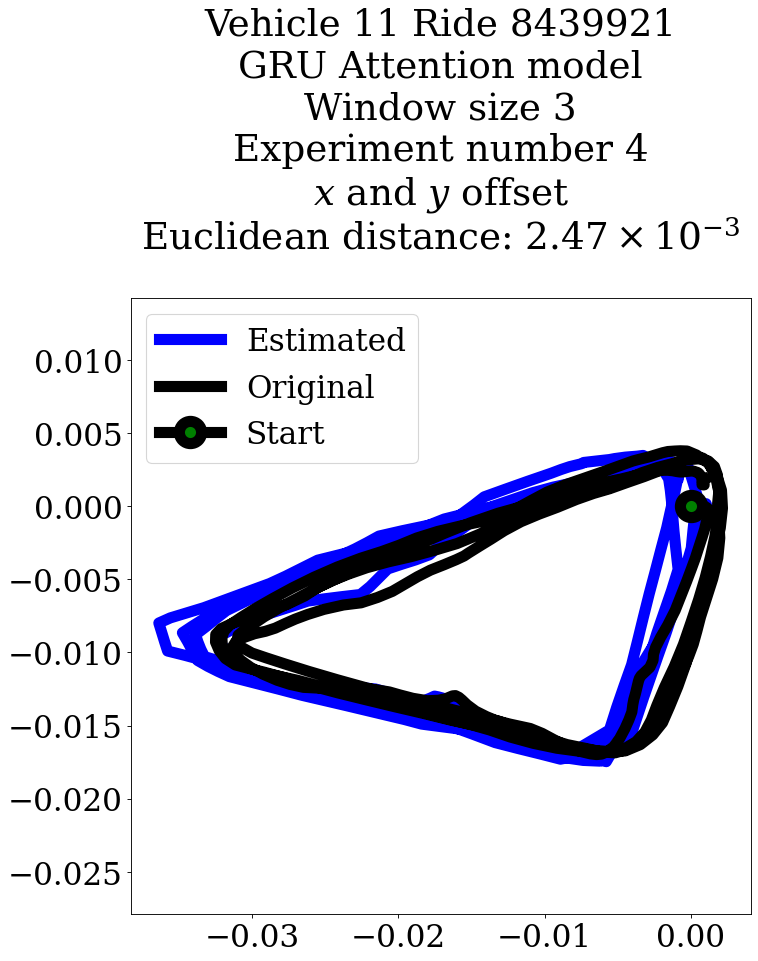 Vehicle 11 Ride 8439921
GRU Attention model
Window size 3
Experiment number 4
x and y offset
Euclidean distance: 2.47 × 10⁻³
Estimated
Original
Start
0.010
0.005
0.000
−0.005
−0.010
−0.015
−0.020
−0.025
−0.03 −0.02 −0.01 0.00